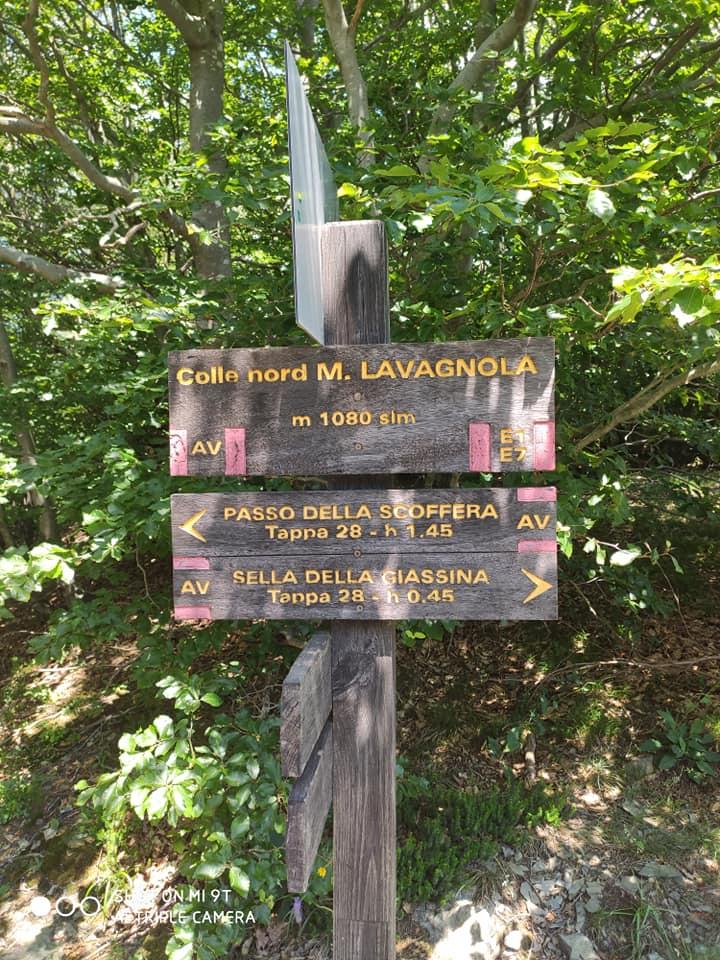 Colle nord M. LAVAGNOLA
m 1080 slm
AV
E1
E7
PASSO DELLA SCOFFERA
Tappa 28 - h 1.45
AV
AV
SELLA DELLA GIASSINA
Tappa 28 - h 0.45
SHOT ON MI 9T
AI TRIPLE CAMERA